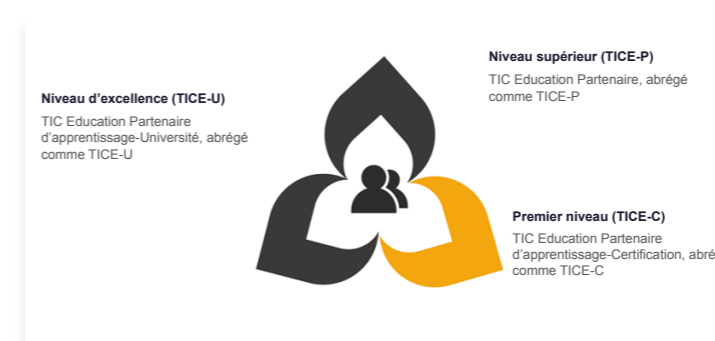 Niveau supérieur (TICE-P)
TIC Education Partenaire, abrégé
comme TICE-P
Niveau d’excellence (TICE-U)
TIC Education Partenaire
d’apprentissage-Université, abrégé
comme TICE-U
Premier niveau (TICE-C)
TIC Education Partenaire
d’apprentissage-Certification, abré
comme TICE-C